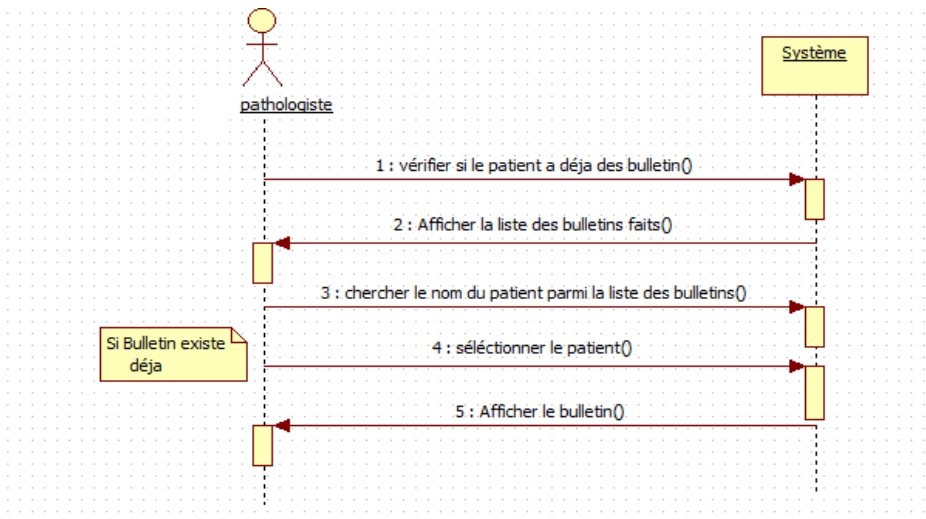 Système
pathologiste
1 : vérifier si le patient a déja des bulletin()
2 : Afficher la liste des bulletins faits()
3 : chercher le nom du patient parmi la liste des bulletins()
Si Bulletin existe
déja
4 : séléctionner le patient()
5 : Afficher le bulletin()